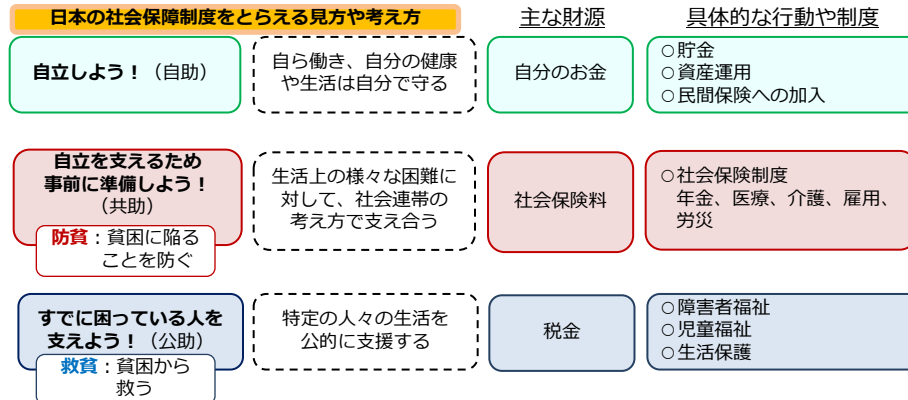 日本の社会保障制度をとらえる見方や考え方
主な財源
具体的な行動や制度
自立しよう！（自助）
自ら働き、自分の健康
や生活は自分で守る
自分のお金
○貯金
○資産運用
○民間保険への加入
自立を支えるため
事前に準備しよう！
（共助）
防貧：貧困に陥る
ことを防ぐ
生活上の様々な困難に
対して、社会連帯の
考え方で支え合う
社会保険料
○社会保険制度
年金、医療、介護、雇用、
労災
すでに困っている人を
支えよう！（公助）
救貧：貧困から
救う
特定の人々の生活を
公的に支援する
税金
○障害者福祉
○児童福祉
○生活保護